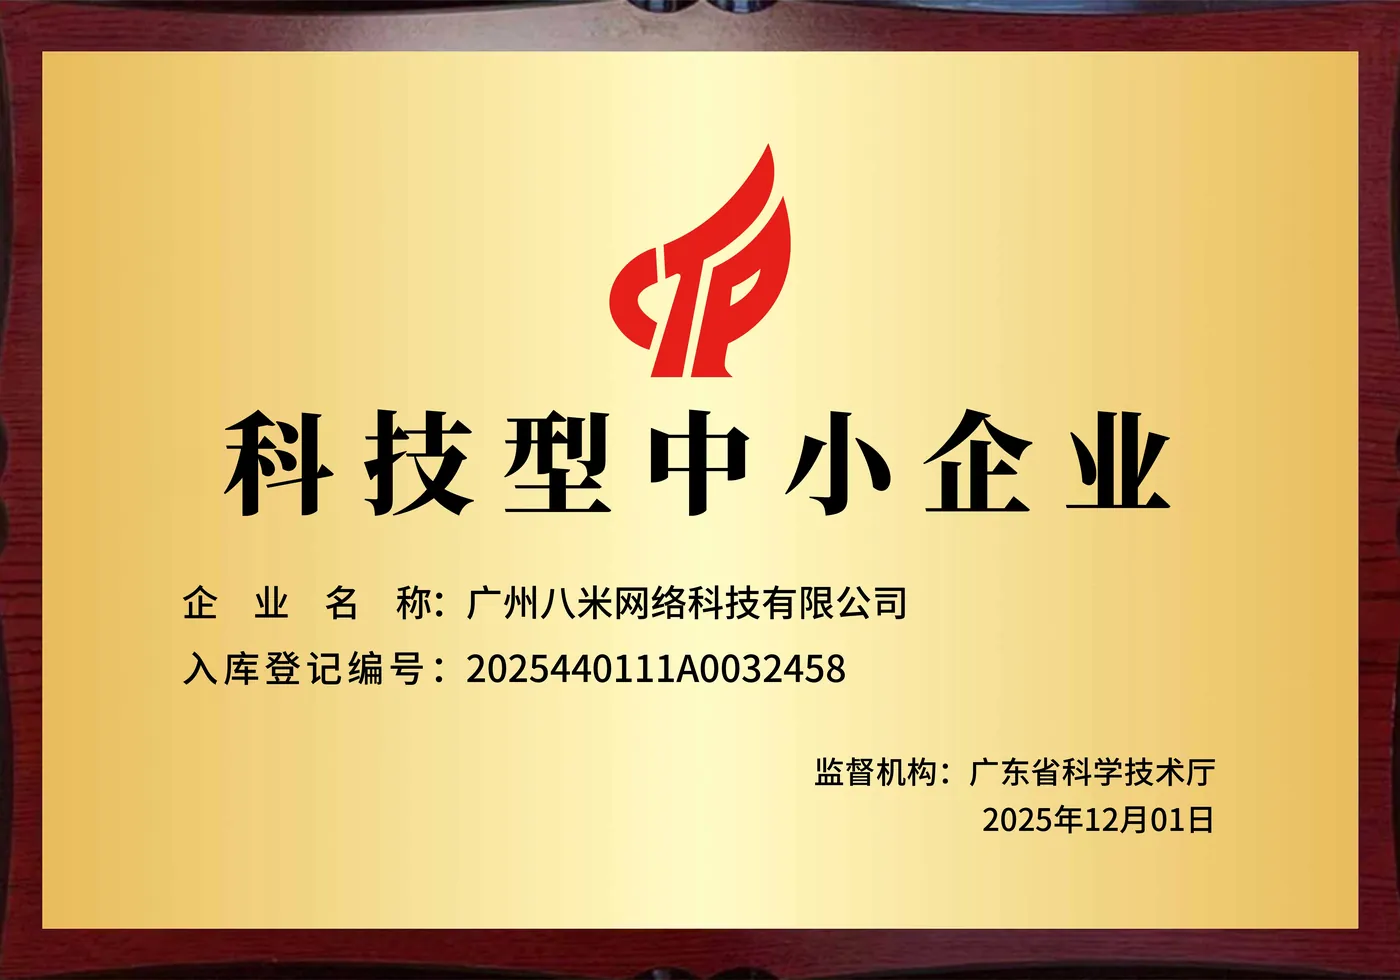 CTP
科技型中小企业
企业名称：广州八米网络科技有限公司
入库登记编号：2025440111A0032458
监督机构：广东省科学技术厅
2025年12月01日